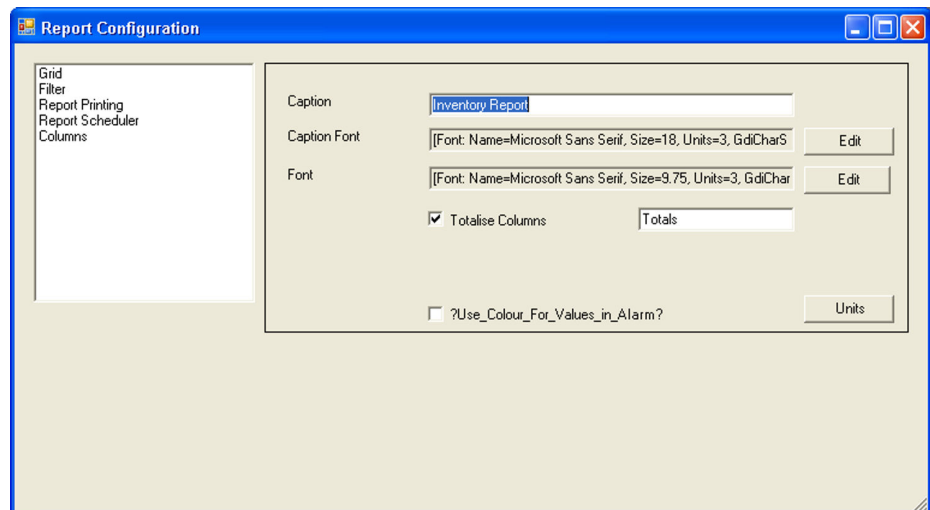 Report Configuration
Grid
Filter
Report Printing
Report Scheduler
Columns
Caption
Inventory Report
Caption Font
[Font: Name=Microsoft Sans Serif, Size=18, Units=3, GdiCharS
Edit
Font
[Font: Name=Microsoft Sans Serif, Size=9.75, Units=3, GdiChar
Edit
Totalise Columns
Totals
?Use_Colour_For_Values_in_Alarm?
Units